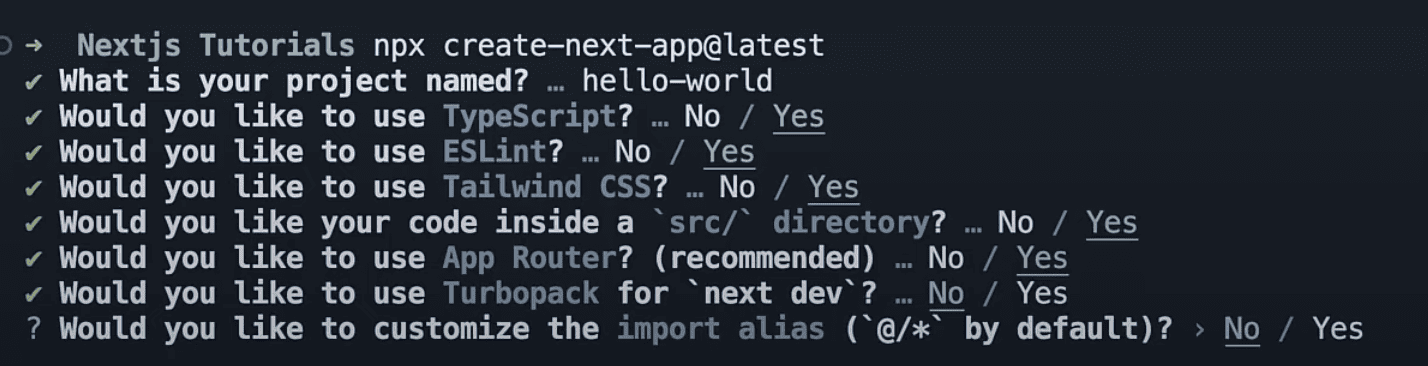 → Nextjs Tutorials npx create-next-app@latest
✔ What is your project named? … hello-world
✔ Would you like to use TypeScript? … No / Yes
✔ Would you like to use ESLint? … No / Yes
✔ Would you like to use Tailwind CSS? … No / Yes
✔ Would you like your code inside a `src/` directory? … No / Yes
✔ Would you like to use App Router? (recommended) … No / Yes
✔ Would you like to use Turbopack for `next dev`? … No / Yes
? Would you like to customize the import alias (`@/*` by default)? › No / Yes